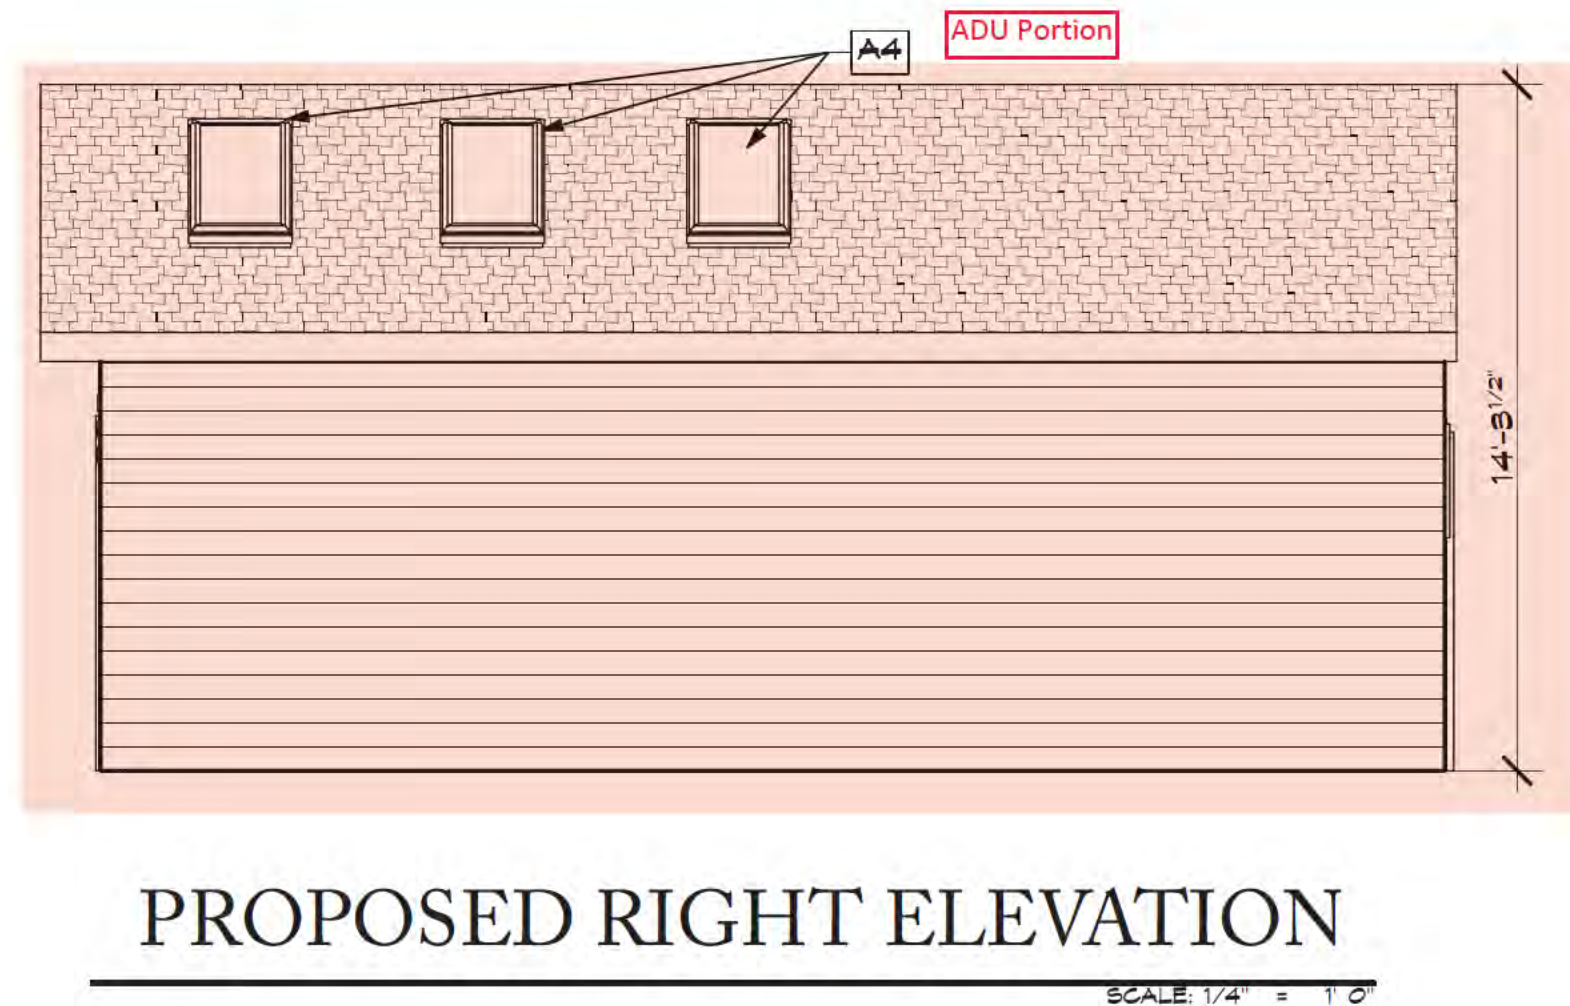 A4
ADU Portion
14'-3 1/2"
PROPOSED RIGHT ELEVATION
SCALE: 1/4" = 1' 0"